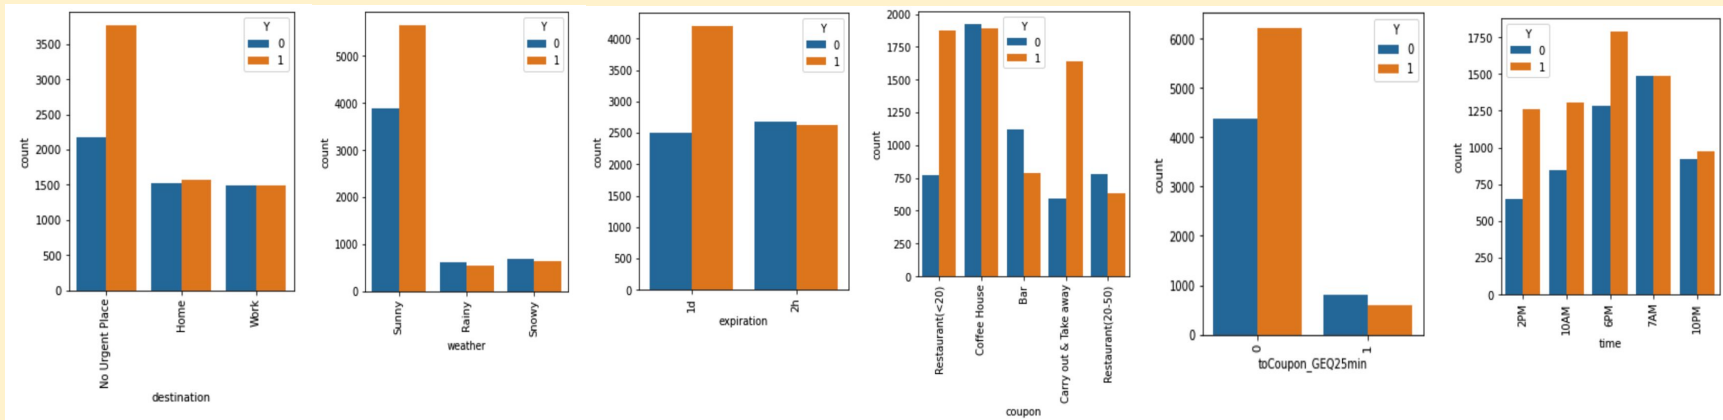 Y
0
1
count
3500
3000
2500
2000
1500
1000
500
0
No Urgent Place
Home
Work
destination
Y
0
1
count
5000
4000
3000
2000
1000
0
Sunny
Rainy
Snowy
weather
Y
0
1
count
4000
3500
3000
2500
2000
1500
1000
500
0
1d
2h
expiration
Y
0
1
count
2000
1750
1500
1250
1000
750
500
250
0
Restaurant(<20)
Coffee House
Bar
Carry out & Take away
Restaurant(20-50)
coupon
Y
0
1
count
6000
5000
4000
3000
2000
1000
0
0
1
toCoupon_GEQ25min
Y
0
1
count
1750
1500
1250
1000
750
500
250
0
2PM
10AM
6PM
7AM
10PM
time